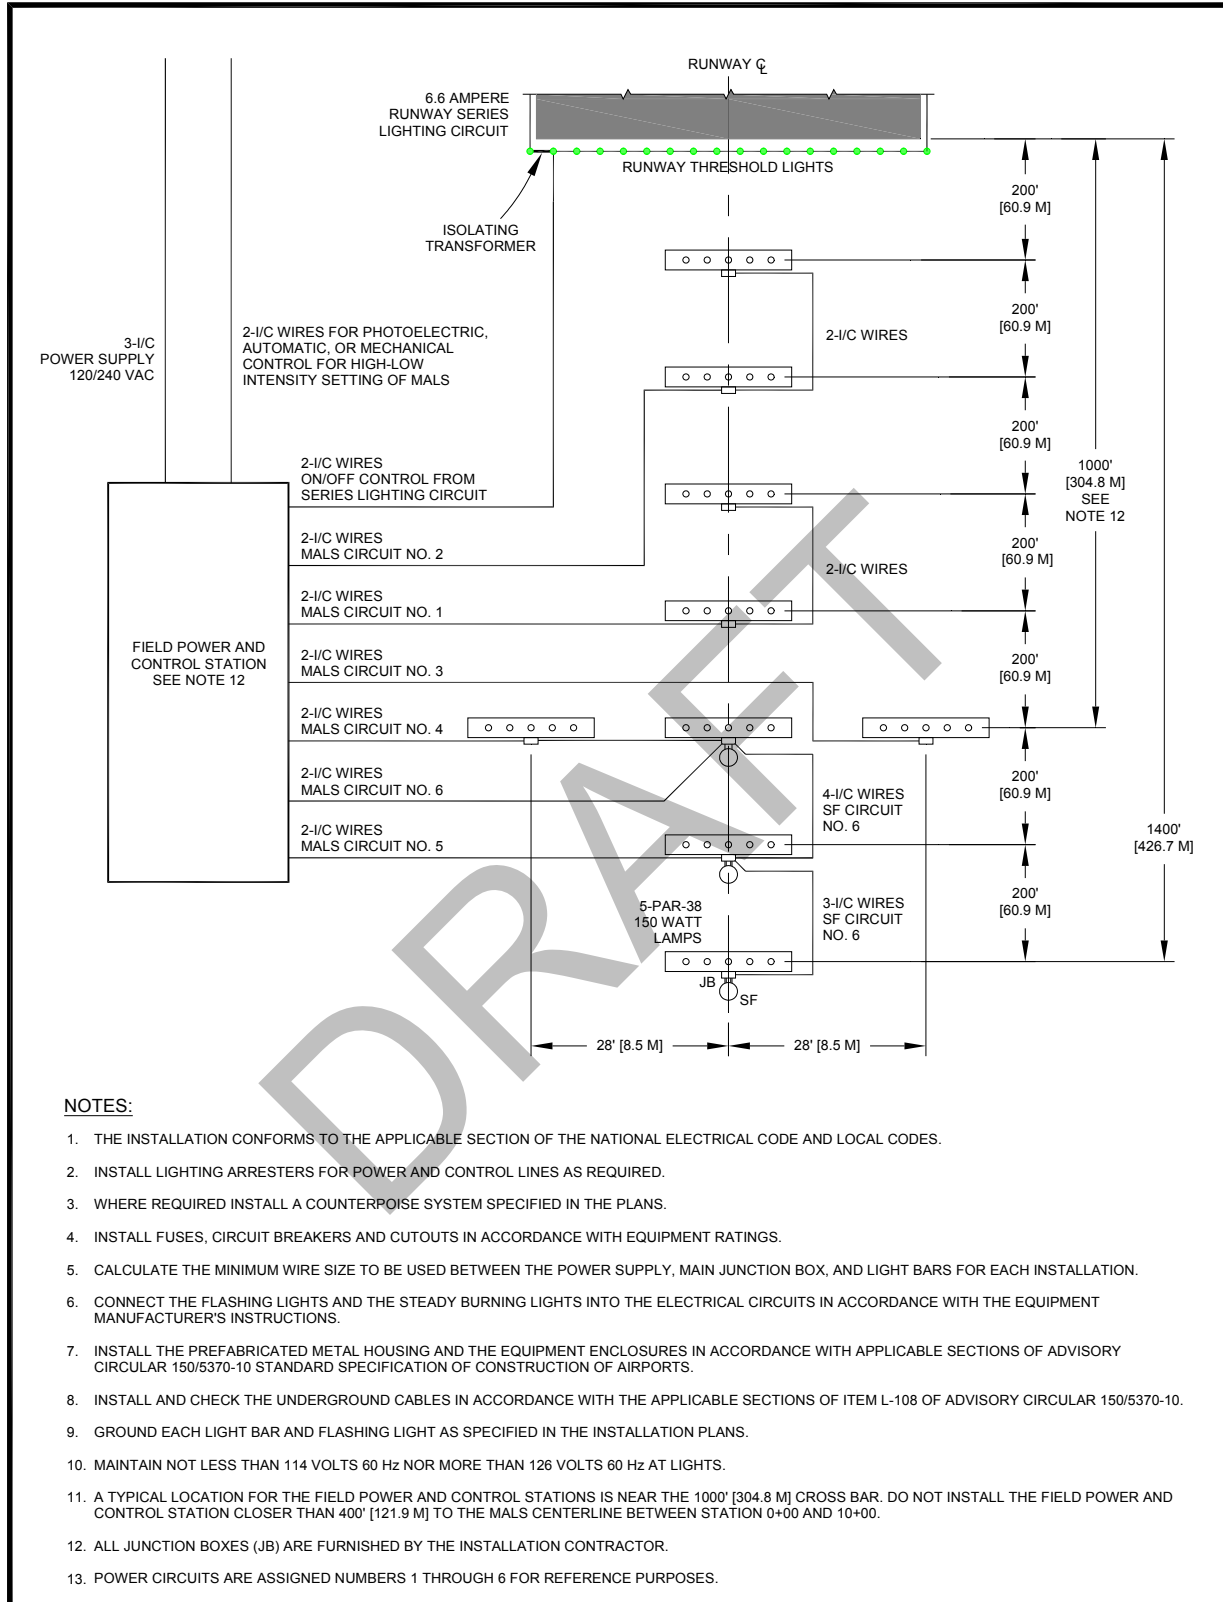 RUNWAY ℄
6.6 AMPERE
RUNWAY SERIES
LIGHTING CIRCUIT
RUNWAY THRESHOLD LIGHTS
ISOLATING
TRANSFORMER
200'
[60.9 M]
200'
[60.9 M]
200'
[60.9 M]
200'
[60.9 M]
200'
[60.9 M]
200'
[60.9 M]
200'
[60.9 M]
1000'
[304.8 M]
SEE
NOTE 12
1400'
[426.7 M]
3-I/C
POWER SUPPLY
120/240 VAC
2-I/C WIRES FOR PHOTOELECTRIC,
AUTOMATIC, OR MECHANICAL
CONTROL FOR HIGH-LOW
INTENSITY SETTING OF MALS
2-I/C WIRES
2-I/C WIRES
ON/OFF CONTROL FROM
SERIES LIGHTING CIRCUIT
2-I/C WIRES
MALS CIRCUIT NO. 2
2-I/C WIRES
2-I/C WIRES
MALS CIRCUIT NO. 1
FIELD POWER AND
CONTROL STATION
SEE NOTE 12
2-I/C WIRES
MALS CIRCUIT NO. 3
2-I/C WIRES
MALS CIRCUIT NO. 4
2-I/C WIRES
MALS CIRCUIT NO. 6
4-I/C WIRES
SF CIRCUIT
NO. 6
2-I/C WIRES
MALS CIRCUIT NO. 5
5-PAR-38
150 WATT
LAMPS
3-I/C WIRES
SF CIRCUIT
NO. 6
JB
SF
28' [8.5 M]
28' [8.5 M]
DRAFT
NOTES:
1. THE INSTALLATION CONFORMS TO THE APPLICABLE SECTION OF THE NATIONAL ELECTRICAL CODE AND LOCAL CODES.
2. INSTALL LIGHTING ARRESTERS FOR POWER AND CONTROL LINES AS REQUIRED.
3. WHERE REQUIRED INSTALL A COUNTERPOISE SYSTEM SPECIFIED IN THE PLANS.
4. INSTALL FUSES, CIRCUIT BREAKERS AND CUTOUTS IN ACCORDANCE WITH EQUIPMENT RATINGS.
5. CALCULATE THE MINIMUM WIRE SIZE TO BE USED BETWEEN THE POWER SUPPLY, MAIN JUNCTION BOX, AND LIGHT BARS FOR EACH INSTALLATION.
6. CONNECT THE FLASHING LIGHTS AND THE STEADY BURNING LIGHTS INTO THE ELECTRICAL CIRCUITS IN ACCORDANCE WITH THE EQUIPMENT
MANUFACTURER'S INSTRUCTIONS.
7. INSTALL THE PREFABRICATED METAL HOUSING AND THE EQUIPMENT ENCLOSURES IN ACCORDANCE WITH APPLICABLE SECTIONS OF ADVISORY
CIRCULAR 150/5370-10 STANDARD SPECIFICATION OF CONSTRUCTION OF AIRPORTS.
8. INSTALL AND CHECK THE UNDERGROUND CABLES IN ACCORDANCE WITH THE APPLICABLE SECTIONS OF ITEM L-108 OF ADVISORY CIRCULAR 150/5370-10.
9. GROUND EACH LIGHT BAR AND FLASHING LIGHT AS SPECIFIED IN THE INSTALLATION PLANS.
10. MAINTAIN NOT LESS THAN 114 VOLTS 60 Hz NOR MORE THAN 126 VOLTS 60 Hz AT LIGHTS.
11. A TYPICAL LOCATION FOR THE FIELD POWER AND CONTROL STATIONS IS NEAR THE 1000' [304.8 M] CROSS BAR. DO NOT INSTALL THE FIELD POWER AND
CONTROL STATION CLOSER THAN 400' [121.9 M] TO THE MALS CENTERLINE BETWEEN STATION 0+00 AND 10+00.
12. ALL JUNCTION BOXES (JB) ARE FURNISHED BY THE INSTALLATION CONTRACTOR.
13. POWER CIRCUITS ARE ASSIGNED NUMBERS 1 THROUGH 6 FOR REFERENCE PURPOSES.